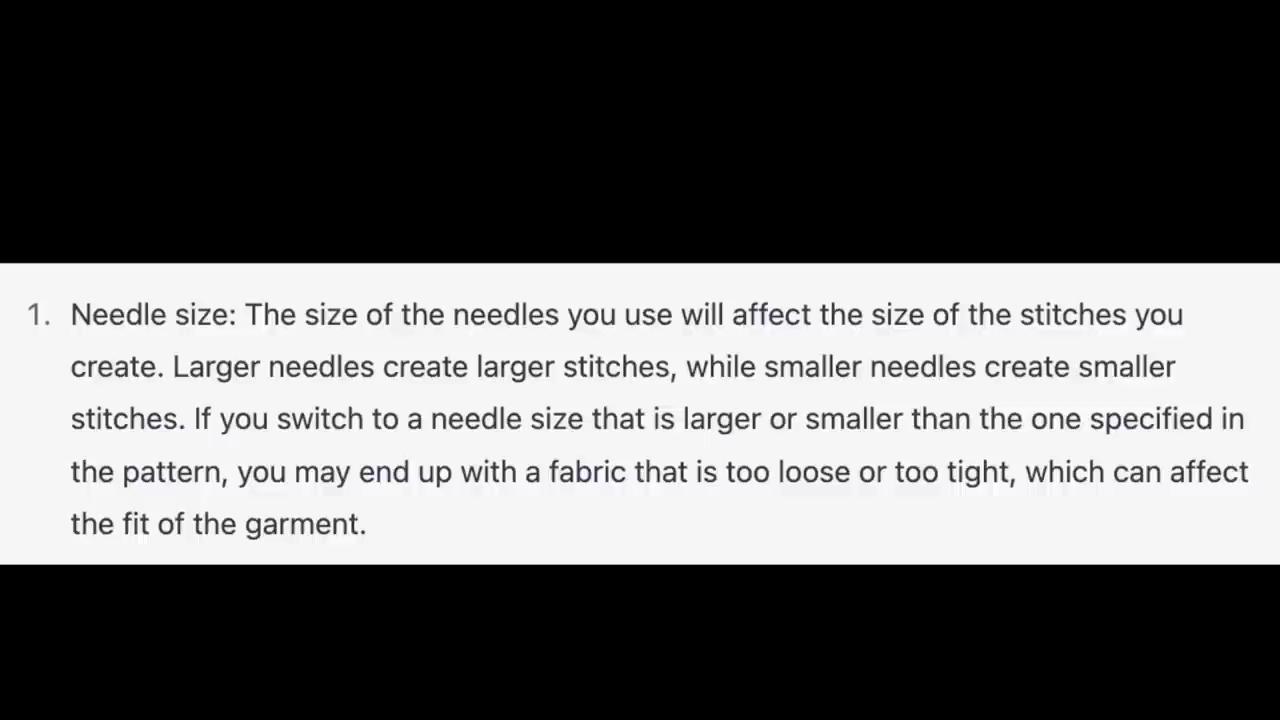 1. Needle size: The size of the needles you use will affect the size of the stitches you
create. Larger needles create larger stitches, while smaller needles create smaller
stitches. If you switch to a needle size that is larger or smaller than the one specified in
the pattern, you may end up with a fabric that is too loose or too tight, which can affect
the fit of the garment.